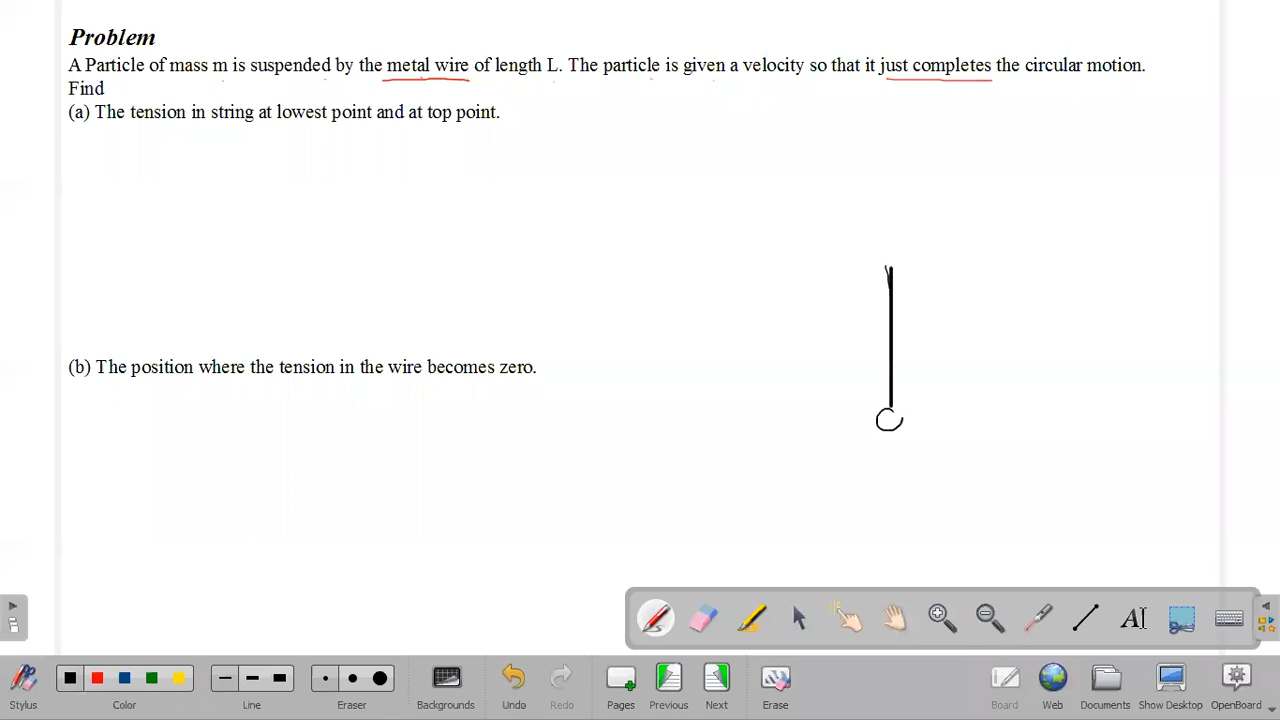 Problem
A Particle of mass m is suspended by the metal wire of length L. The particle is given a velocity so that it just completes the circular motion.
Find
(a) The tension in string at lowest point and at top point.
(b) The position where the tension in the wire becomes zero.
AI
Stylus Color Line Eraser Backgrounds Undo Redo Pages Previous Next Erase Board Web Documents Show Desktop OpenBoard